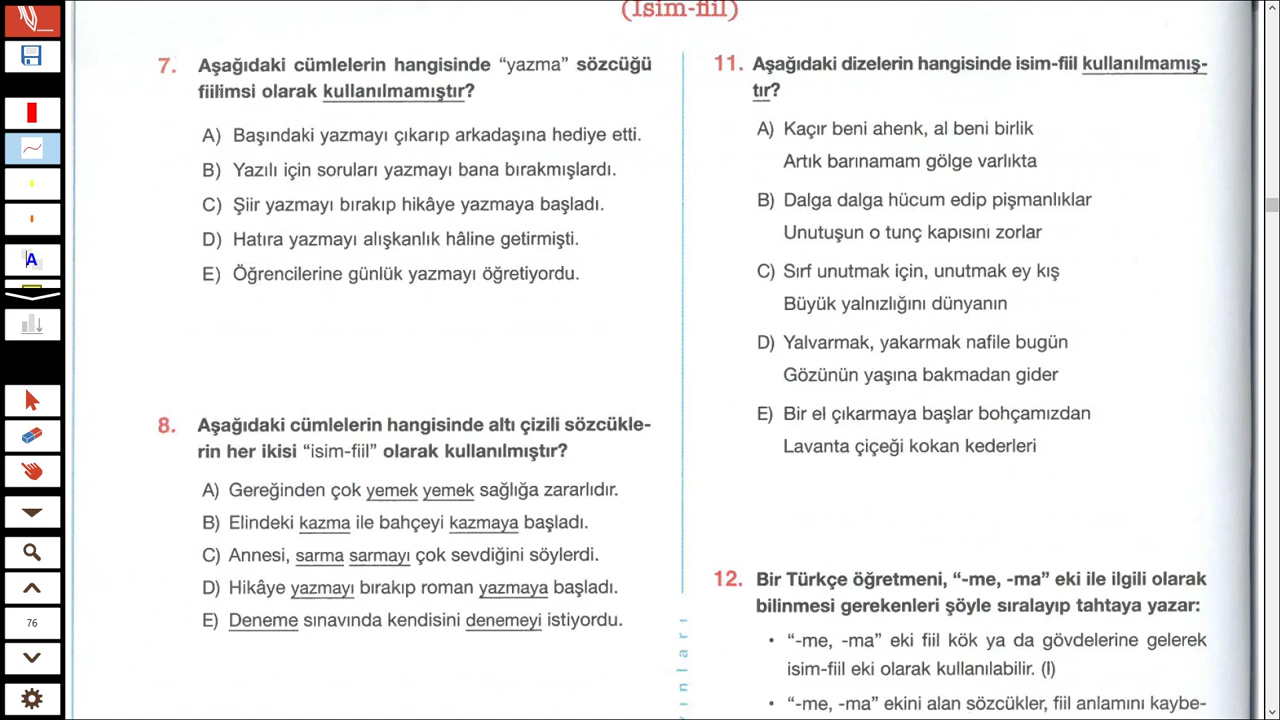 (İsim-fiil)
7. Aşağıdaki cümlelerin hangisinde “yazma” sözcüğü
fiilimsi olarak kullanılmamıştır?
A) Başındaki yazmayı çıkarıp arkadaşına hediye etti.
B) Yazılı için soruları yazmayı bana bırakmışlardı.
C) Şiir yazmayı bırakıp hikâye yazmaya başladı.
D) Hatıra yazmayı alışkanlık hâline getirmişti.
E) Öğrencilerine günlük yazmayı öğretiyordu.
8. Aşağıdaki cümlelerin hangisinde altı çizili sözcükle-
rin her ikisi “isim-fiil” olarak kullanılmıştır?
A) Gereğinden çok yemek yemek sağlığa zararlıdır.
B) Elindeki kazma ile bahçeyi kazmaya başladı.
C) Annesi, sarma sarmayı çok sevdiğini söylerdi.
D) Hikâye yazmayı bırakıp roman yazmaya başladı.
E) Deneme sınavında kendisini denemeyi istiyordu.
11. Aşağıdaki dizelerin hangisinde isim-fiil kullanılmamış-
tır?
A) Kaçır beni ahenk, al beni birlik
Artık barınamam gölge varlıkta
B) Dalga dalga hücum edip pişmanlıklar
Unutuşun o tunç kapısını zorlar
C) Sırf unutmak için, unutmak ey kış
Büyük yalnızlığını dünyanın
D) Yalvarmak, yakarmak nafile bugün
Gözünün yaşına bakmadan gider
E) Bir el çıkarmaya başlar bohçamızdan
Lavanta çiçeği kokan kederleri
12. Bir Türkçe öğretmeni, “-me, -ma” eki ile ilgili olarak
bilinmesi gerekenleri şöyle sıralayıp tahtaya yazar:
• “-me, -ma” eki fiil kök ya da gövdelerine gelerek
isim-fiil eki olarak kullanılabilir. (I)
• “-me, -ma” ekini alan sözcükler, fiil anlamını kaybe-
ınları
A
76